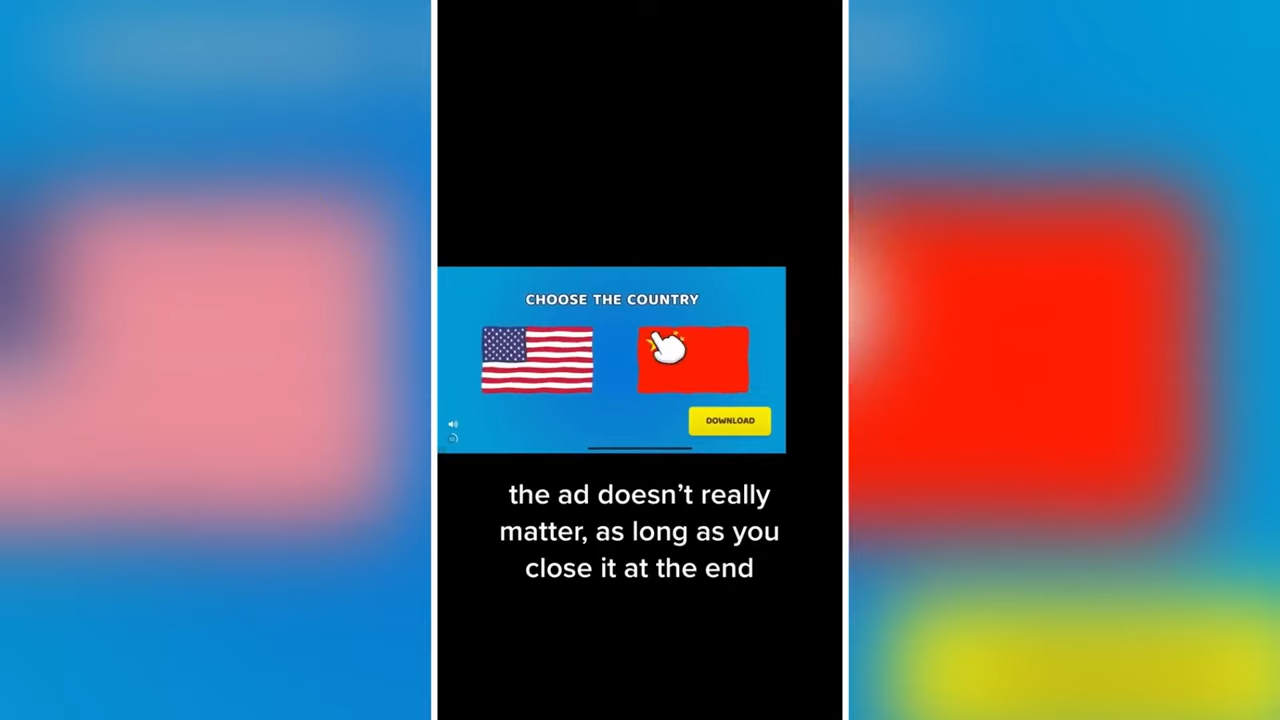 CHOOSE THE COUNTRY
DOWNLOAD
the ad doesn’t really
matter, as long as you
close it at the end